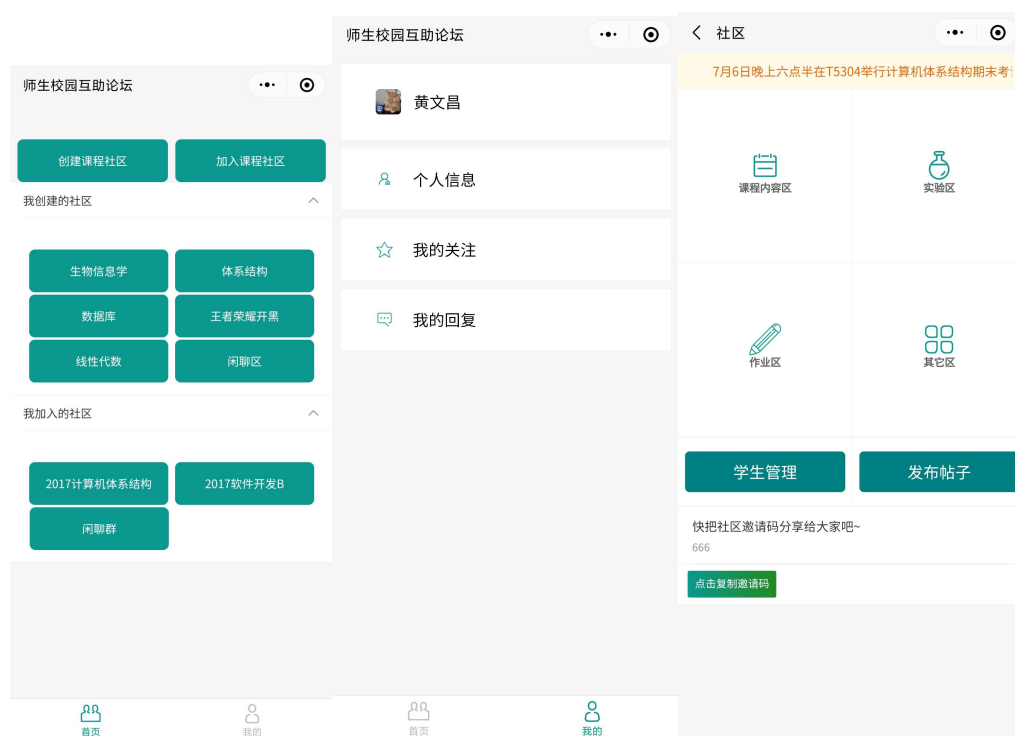 师生校园互助论坛
创建课程社区
加入课程社区
我创建的社区
生物信息学
体系结构
数据库
王者荣耀开黑
线性代数
闲聊区
我加入的社区
2017计算机体系结构
2017软件开发B
闲聊群
首页
我的
师生校园互助论坛
黄文昌
个人信息
我的关注
我的回复
首页
我的
社区
7月6日晚上六点半在T5304举行计算机体系结构期末考
课程内容区
实验区
作业区
其它区
学生管理
发布帖子
快把社区邀请码分享给大家吧~
666
点击复制邀请码